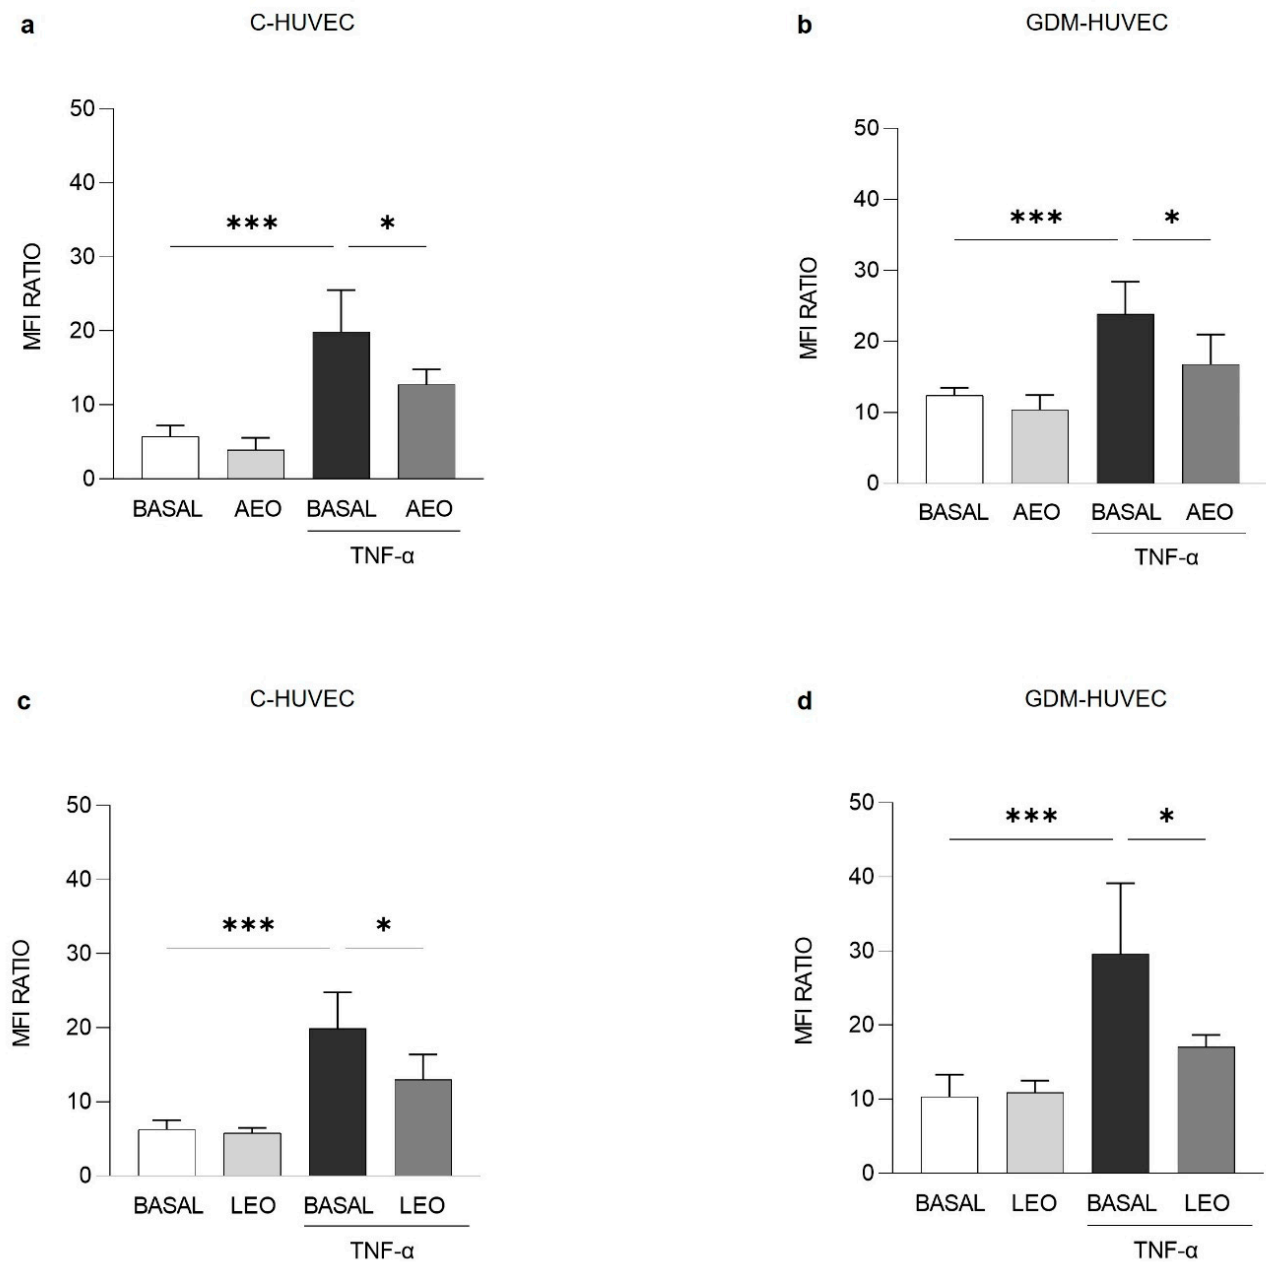 a
C-HUVEC
50
40
30
20
10
0
MFI RATIO
***
*
BASAL AEO BASAL AEO
TNF-α
b
GDM-HUVEC
50
40
30
20
10
0
MFI RATIO
***
*
BASAL AEO BASAL AEO
TNF-α
c
C-HUVEC
50
40
30
20
10
0
MFI RATIO
***
*
BASAL LEO BASAL LEO
TNF-α
d
GDM-HUVEC
50
40
30
20
10
0
MFI RATIO
***
*
BASAL LEO BASAL LEO
TNF-α